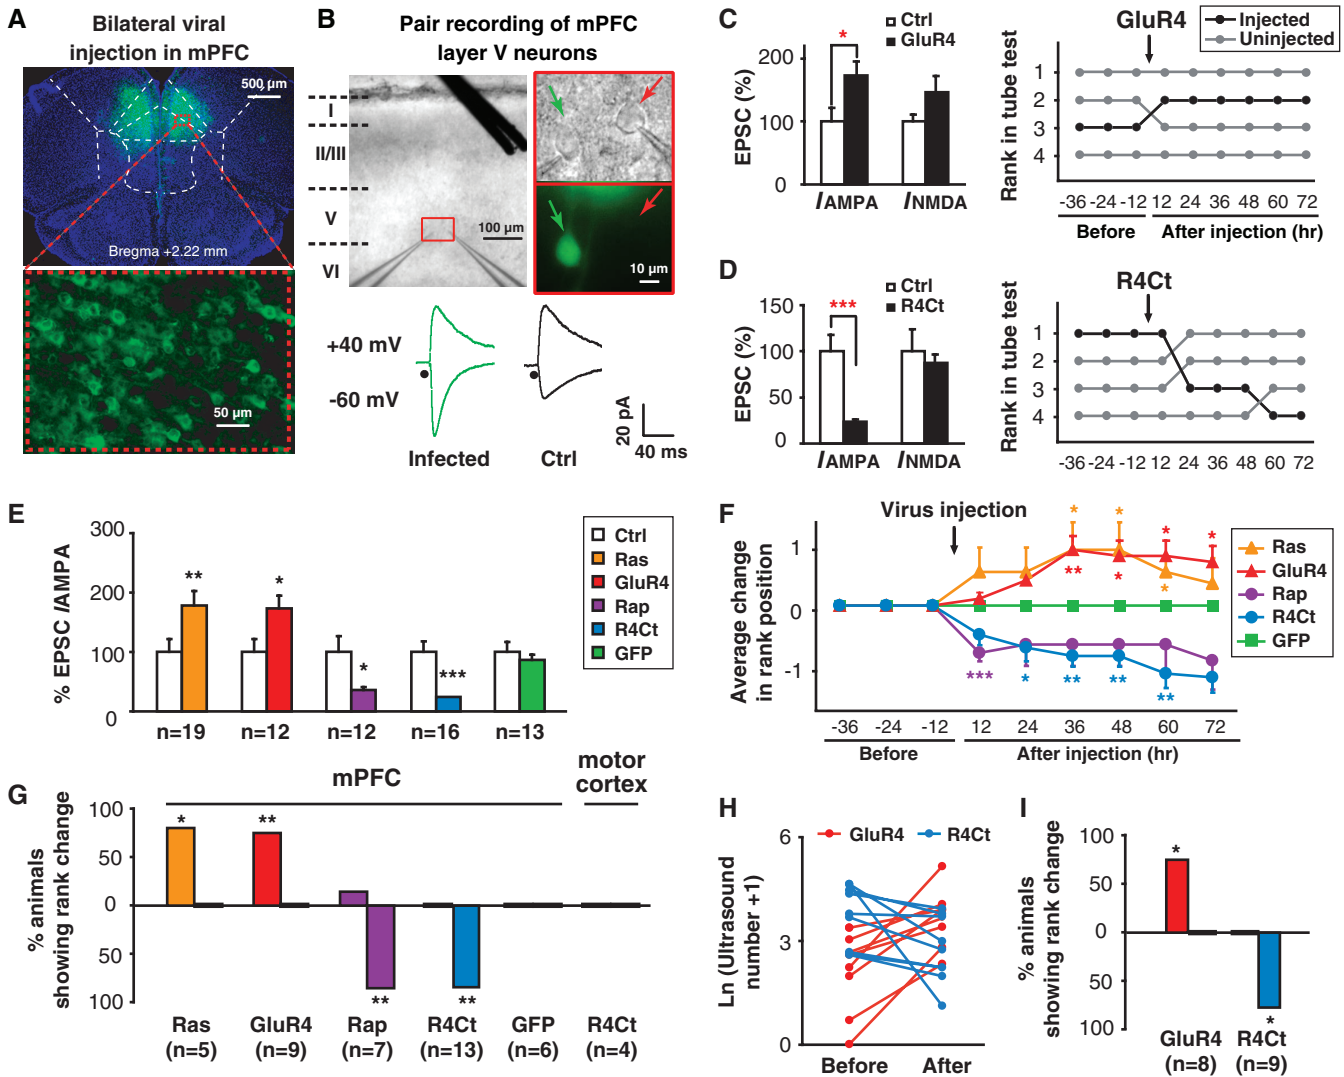 A
Bilateral viral
injection in mPFC
500 µm
Bregma +2.22 mm
50 µm
B
Pair recording of mPFC
layer V neurons
I
II/III
V
VI
100 µm
10 µm
+40 mV
-60 mV
20 pA
40 ms
Infected
Ctrl
C
Ctrl
GluR4
EPSC (%)
200
100
0
*
IAMPA
INMDA
GluR4
Injected
Uninjected
Rank in tube test
1
2
3
4
-36 -24 -12 12 24 36 48 60 72
Before
After injection (hr)
D
Ctrl
R4Ct
EPSC (%)
150
100
50
0
***
IAMPA
INMDA
R4Ct
Rank in tube test
1
2
3
4
-36 -24 -12 12 24 36 48 60 72
E
% EPSC IAMPA
300
200
100
0
**
*
*
***
n=19
n=12
n=12
n=16
n=13
Ctrl
Ras
GluR4
Rap
R4Ct
GFP
F
Virus injection
Average change
in rank position
1
0
-1
* * * *
** * *
*** * ** ** **
-36 -24 -12 12 24 36 48 60 72
Before
After injection (hr)
Ras
GluR4
Rap
R4Ct
GFP
G
mPFC
motor
cortex
% animals
showing rank change
100
50
0
50
100
*
**
**
**
Ras
(n=5)
GluR4
(n=9)
Rap
(n=7)
R4Ct
(n=13)
GFP
(n=6)
R4Ct
(n=4)
H
GluR4
R4Ct
Ln (Ultrasound
number +1)
6
3
0
Before
After
I
% animals
showing rank change
100
50
0
50
100
*
*
GluR4
(n=8)
R4Ct
(n=9)